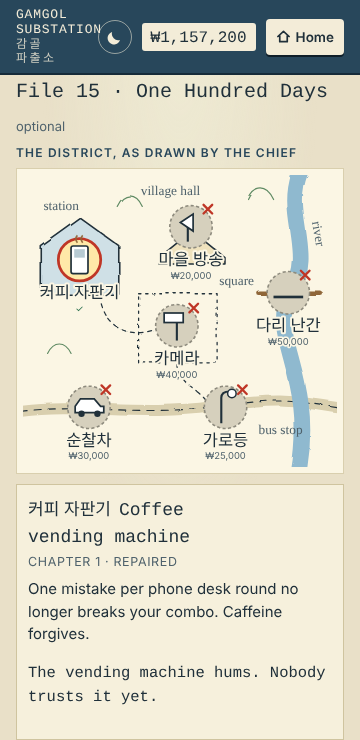 GAMGOL
SUBSTATION
감골
파출소
₩1,157,200
Home
File 15 · One Hundred Days
optional
THE DISTRICT, AS DRAWN BY THE CHIEF
station
village hall
river
마을 방송
₩20,000
커피 자판기
square
다리 난간
₩50,000
카메라
₩40,000
bus stop
순찰차
₩30,000
가로등
₩25,000
커피 자판기 Coffee
vending machine
CHAPTER 1 · REPAIRED
One mistake per phone desk round no
longer breaks your combo. Caffeine
forgives.
The vending machine hums. Nobody
trusts it yet.